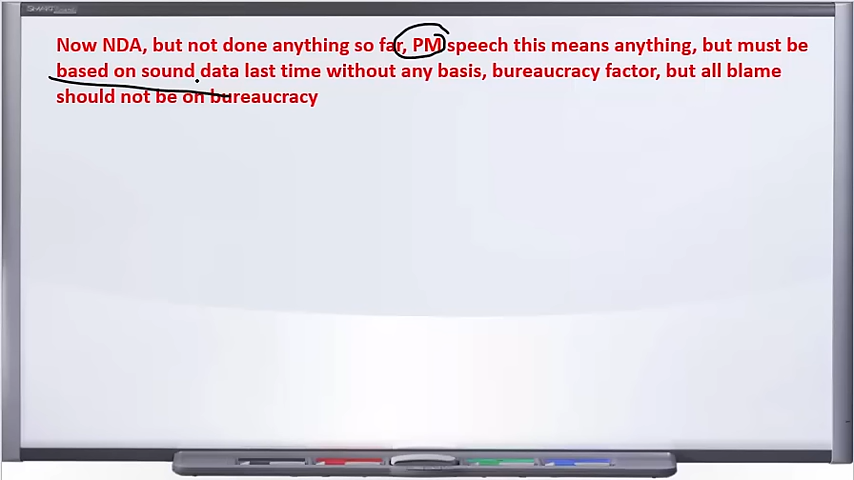 SMART
Now NDA, but not done anything so far, PM speech this means anything, but must be
based on sound data last time without any basis, bureaucracy factor, but all blame
should not be on bureaucracy